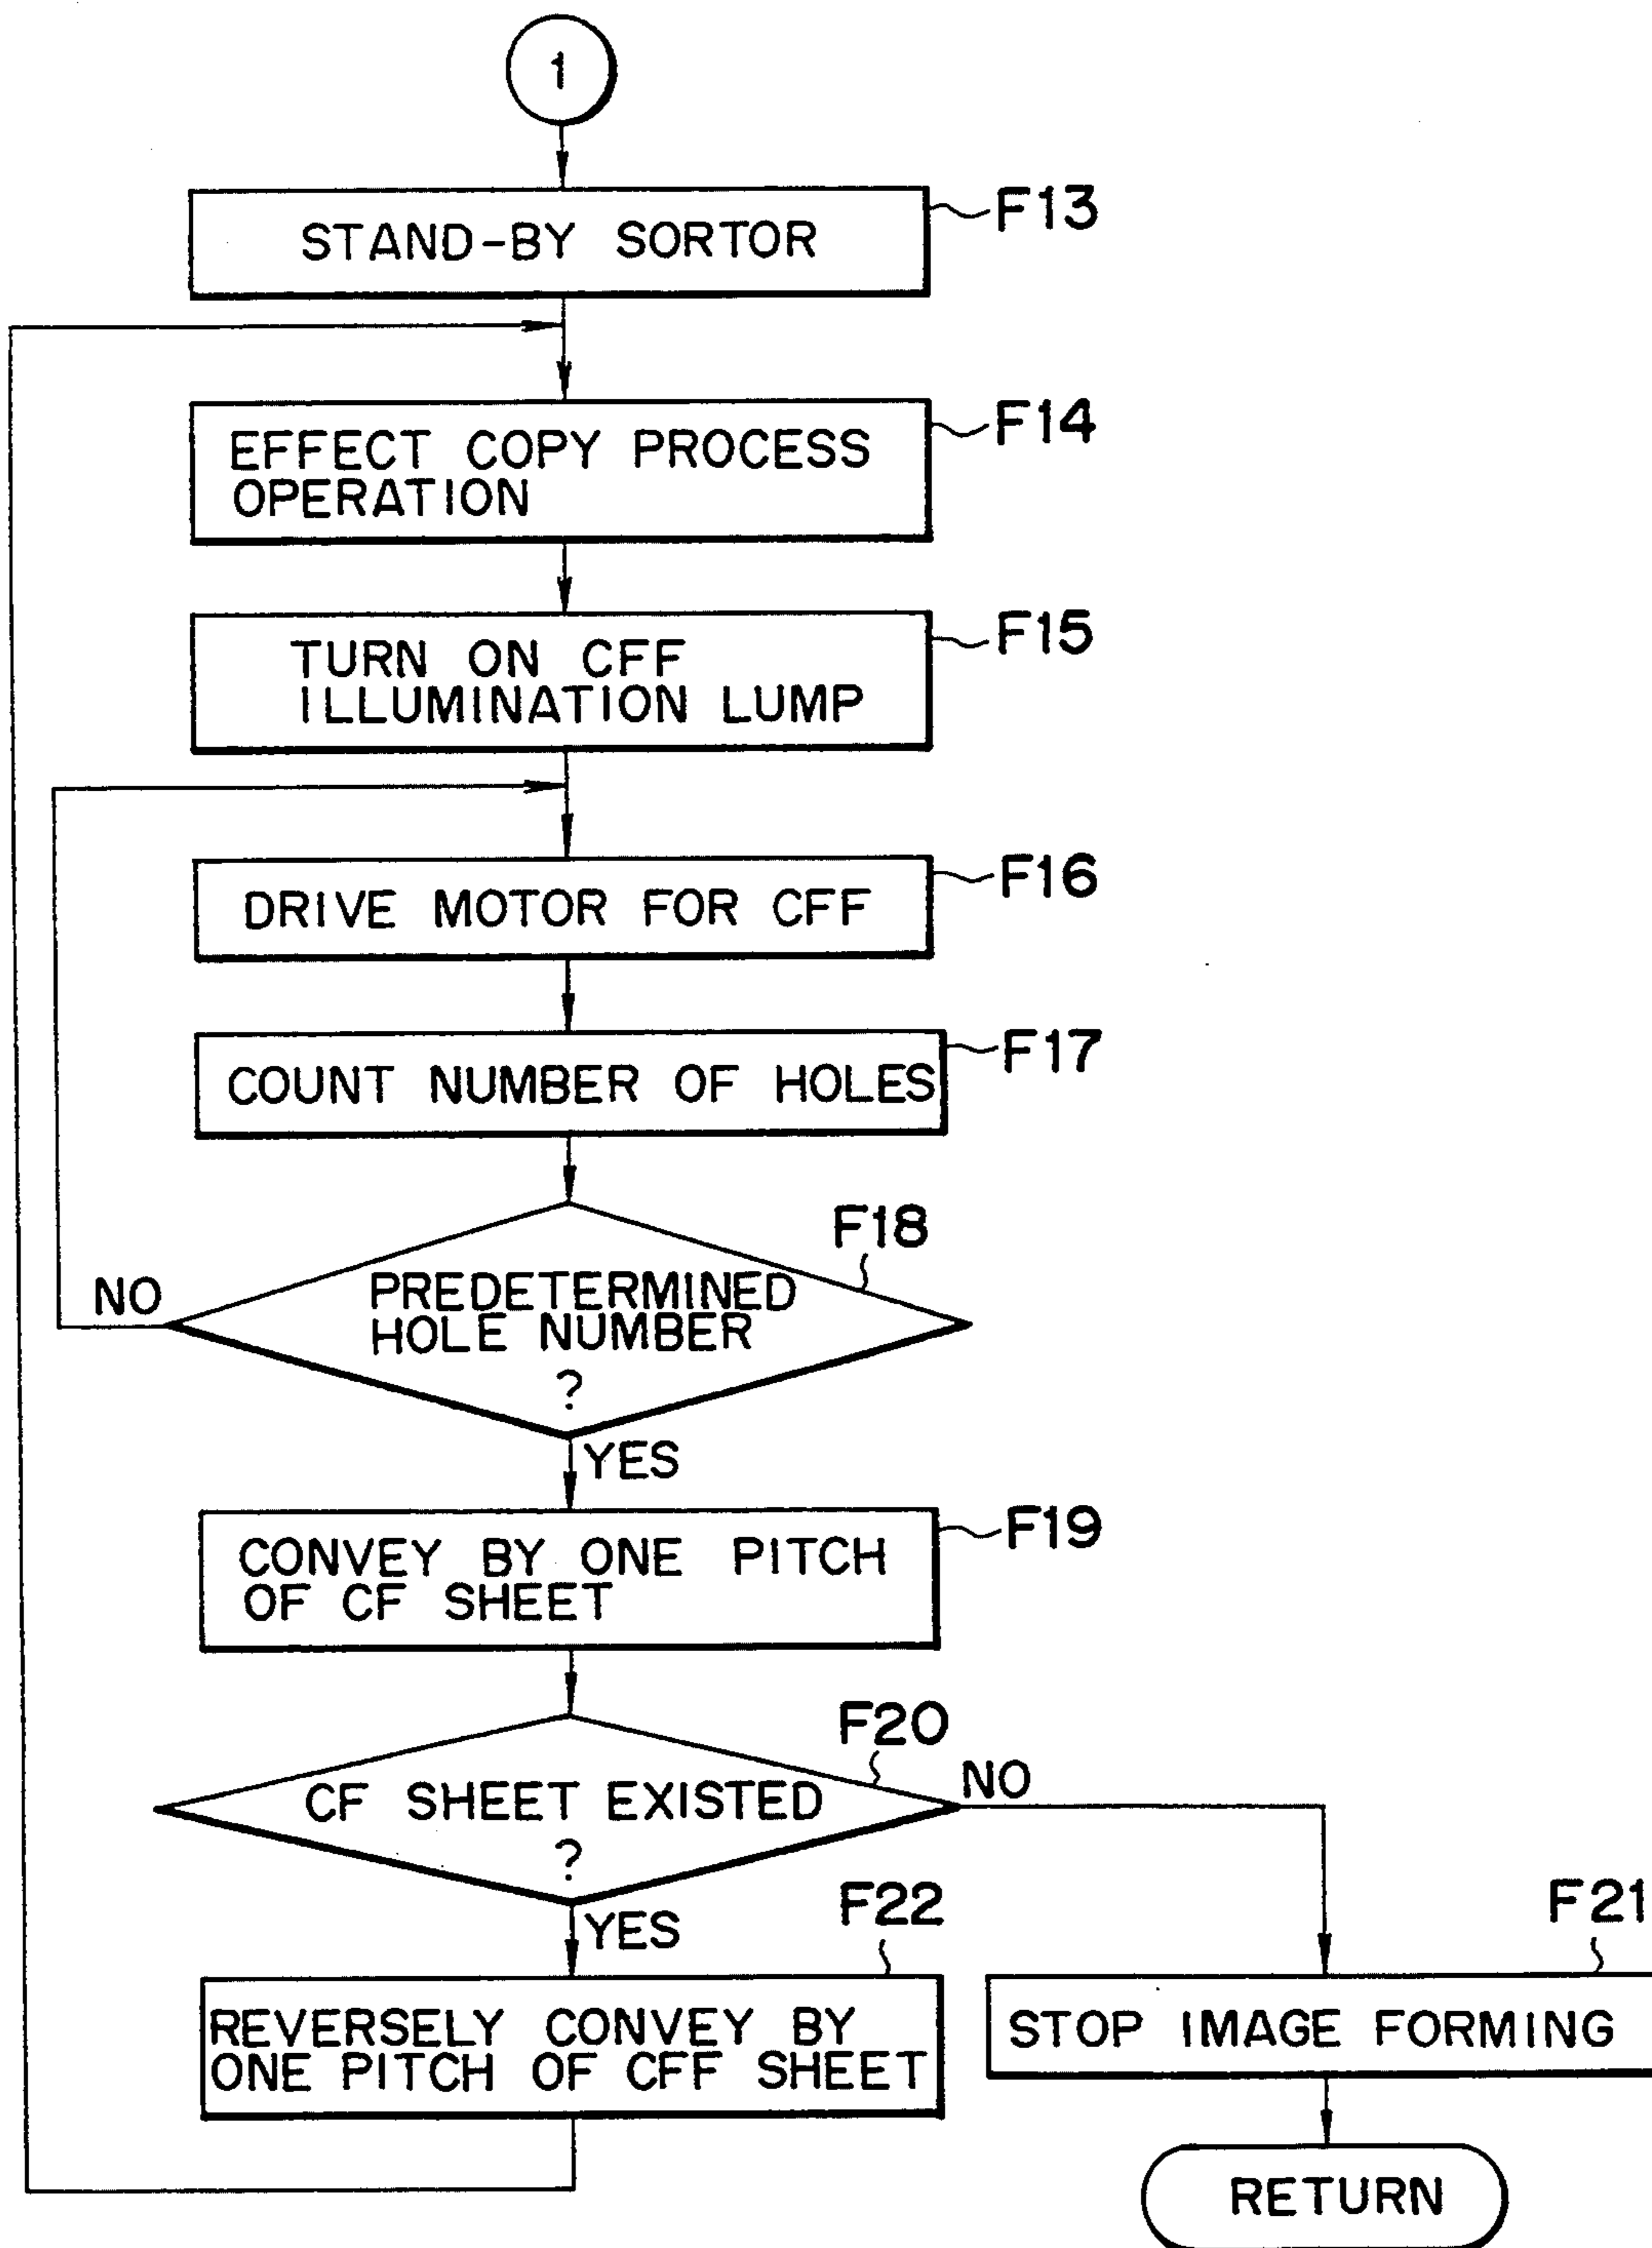 1
STAND-BY SORTOR
F13
EFFECT COPY PROCESS
OPERATION
F14
TURN ON CFF
ILLUMINATION LUMP
F15
DRIVE MOTOR FOR CFF
F16
COUNT NUMBER OF HOLES
F17
F18
NO
PREDETERMINED
HOLE NUMBER
?
YES
CONVEY BY ONE PITCH
OF CF SHEET
F19
F20
CF SHEET EXISTED
?
NO
YES
F22
F21
REVERSELY CONVEY BY
ONE PITCH OF CFF SHEET
STOP IMAGE FORMING
RETURN